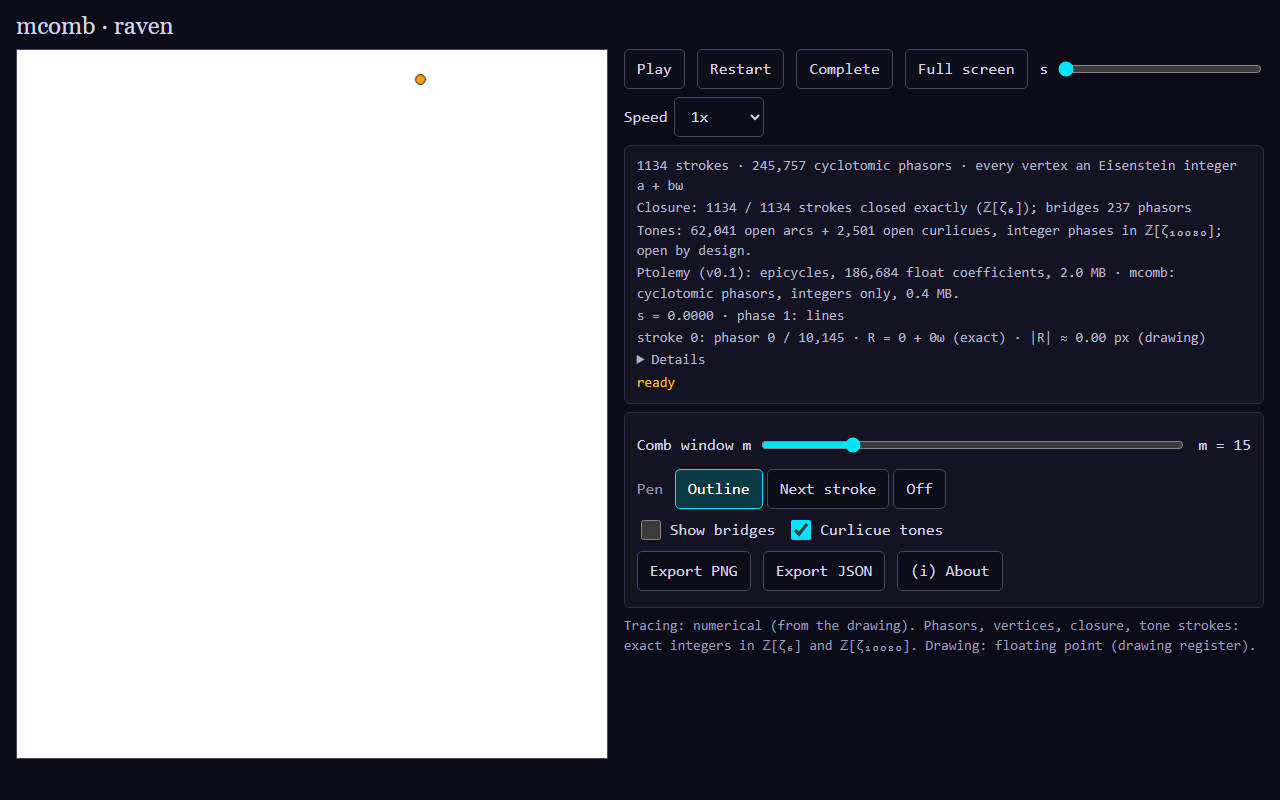 mcomb · raven
Play
Restart
Complete
Full screen
s
Speed
1x
1134 strokes · 245,757 cyclotomic phasors · every vertex an Eisenstein integer
a + bω
Closure: 1134 / 1134 strokes closed exactly (ℤ[ζ₆]); bridges 237 phasors
Tones: 62,041 open arcs + 2,501 open curlicues, integer phases in ℤ[ζ₁₀₀₈₀];
open by design.
Ptolemy (v0.1): epicycles, 186,684 float coefficients, 2.0 MB · mcomb:
cyclotomic phasors, integers only, 0.4 MB.
s = 0.0000 · phase 1: lines
stroke 0: phasor 0 / 10,145 · R = 0 + 0ω (exact) · |R| ≈ 0.00 px (drawing)
▶ Details
ready
Comb window m
m = 15
Pen
Outline
Next stroke
Off
Show bridges
Curlicue tones
Export PNG
Export JSON
(i) About
Tracing: numerical (from the drawing). Phasors, vertices, closure, tone strokes:
exact integers in ℤ[ζ₆] and ℤ[ζ₁₀₀₈₀]. Drawing: floating point (drawing register).